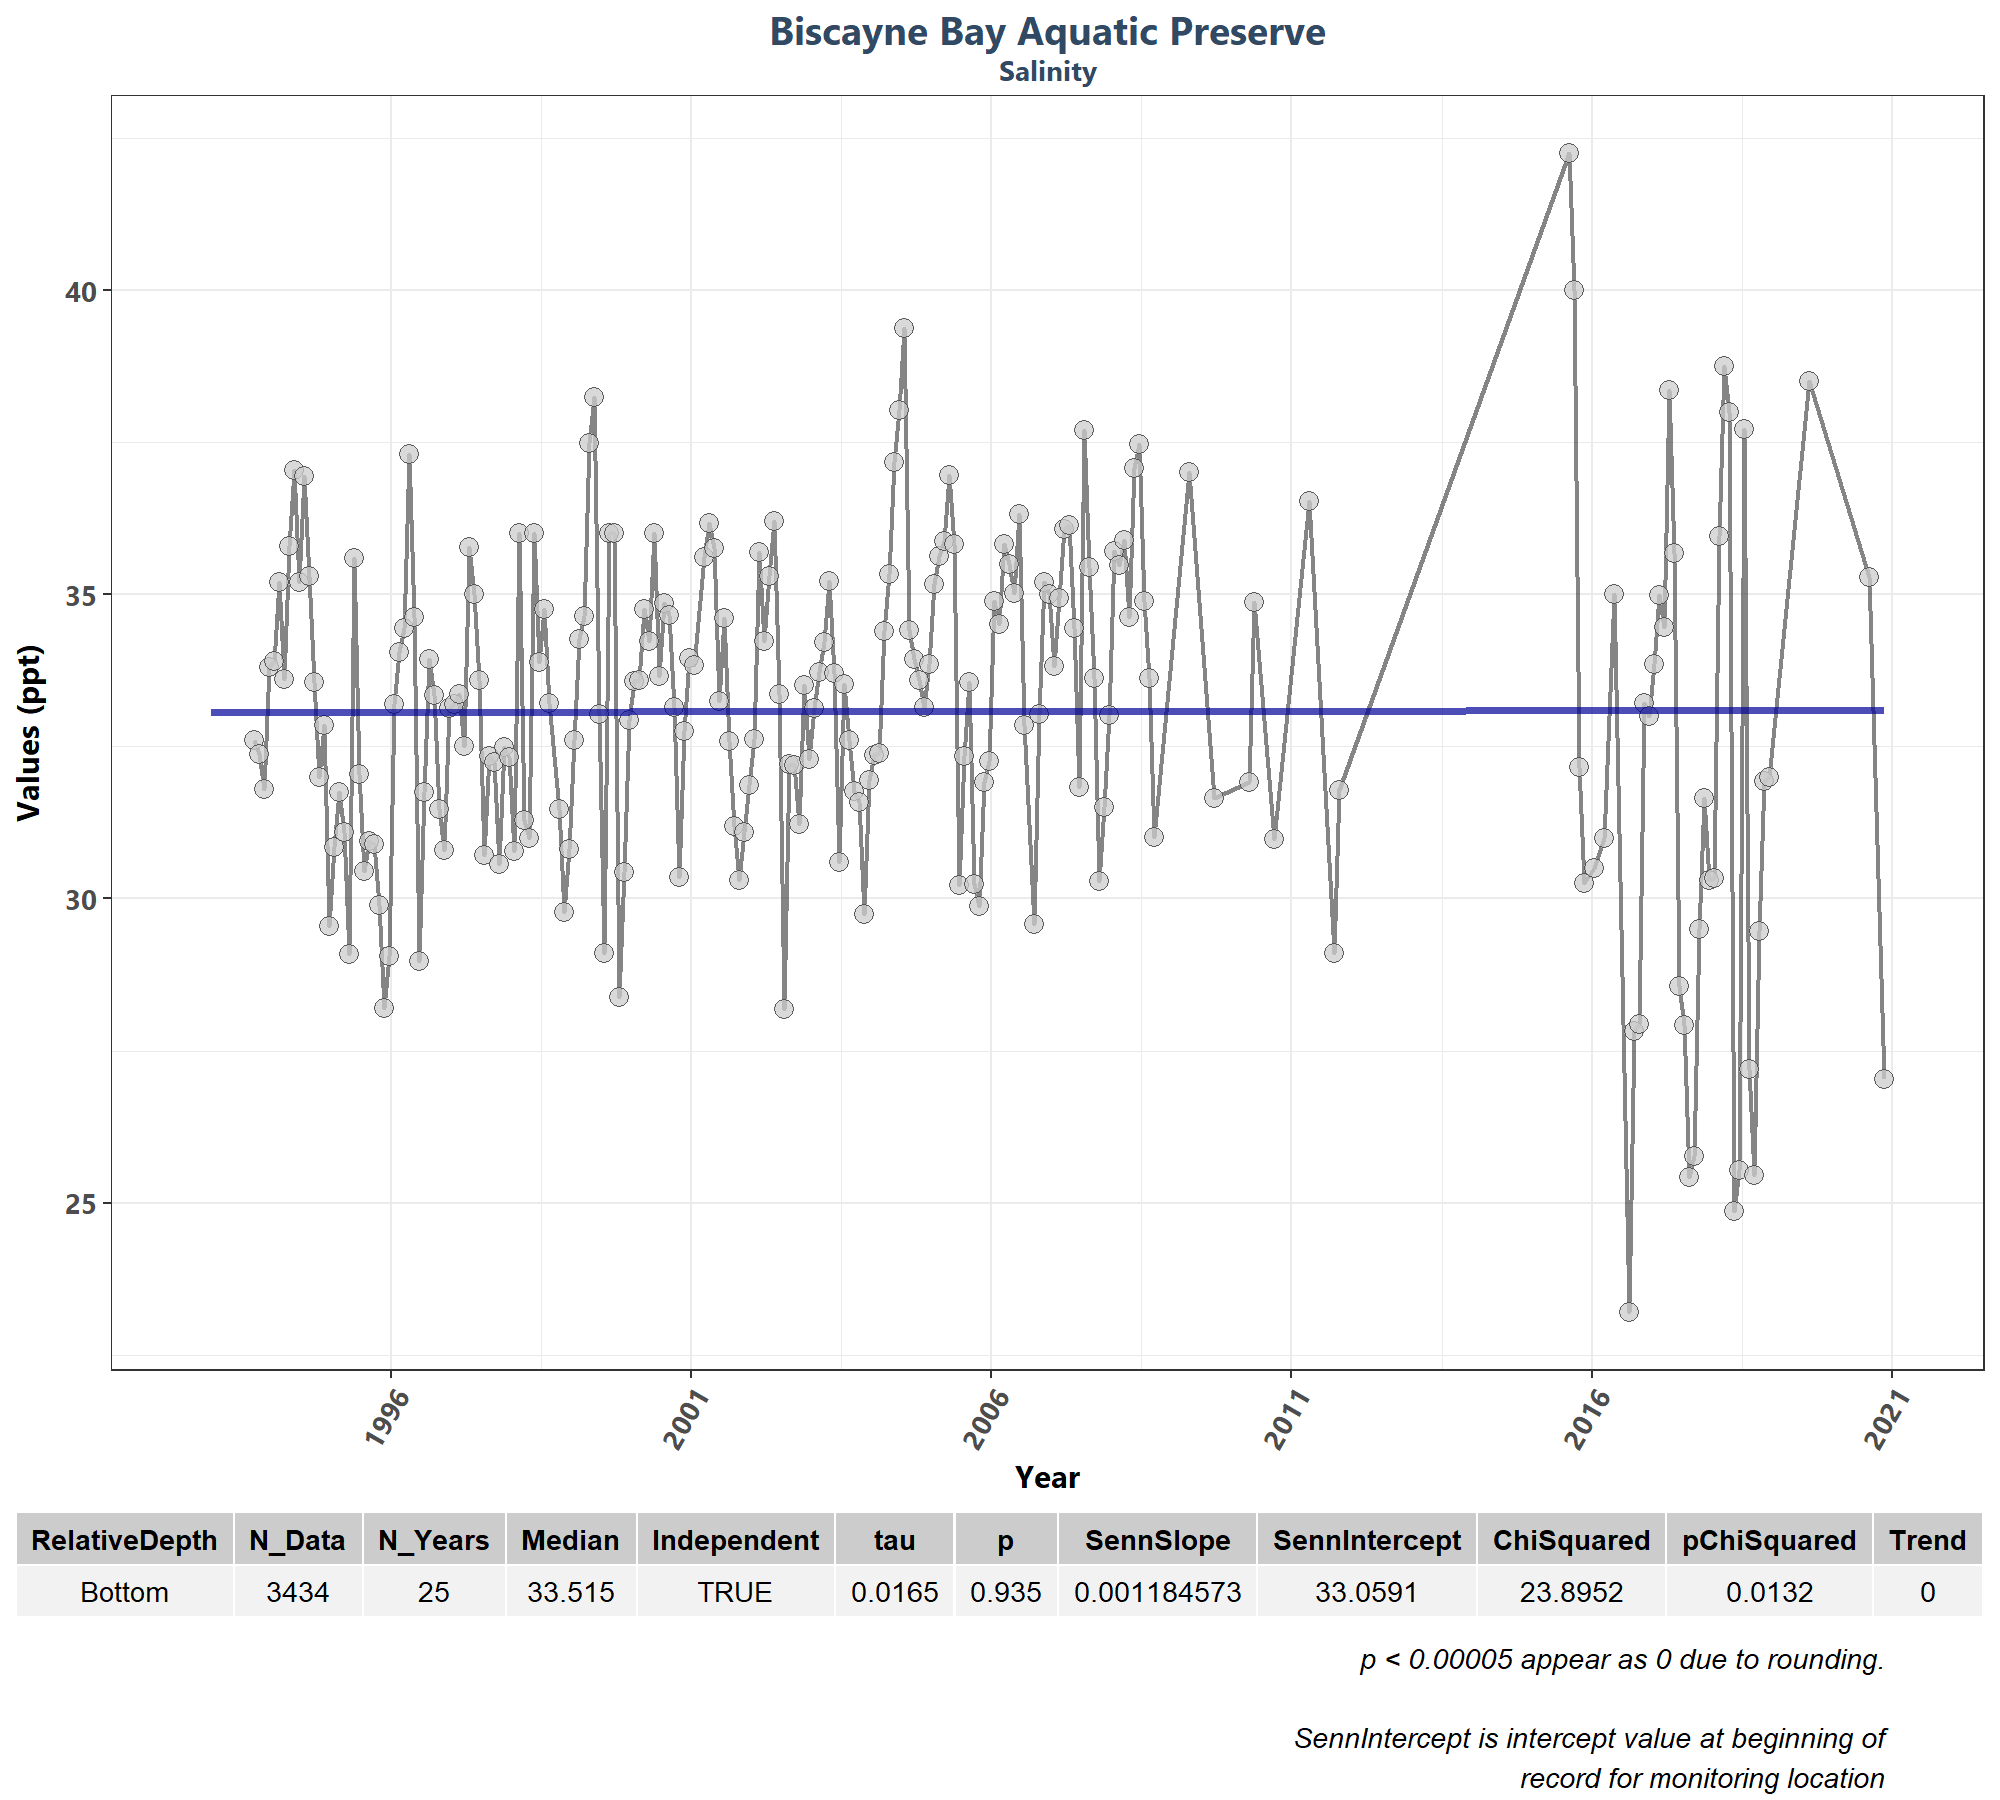 Biscayne Bay Aquatic Preserve
Salinity
Values (ppt)
40
35
30
25
1996
2001
2006
2011
2016
2021
Year
RelativeDepth N_Data N_Years Median Independent tau p SennSlope SennIntercept ChiSquared pChiSquared Trend
Bottom 3434 25 33.515 TRUE 0.0165 0.935 0.001184573 33.0591 23.8952 0.0132 0
p < 0.00005 appear as 0 due to rounding.
SennIntercept is intercept value at beginning of
record for monitoring location